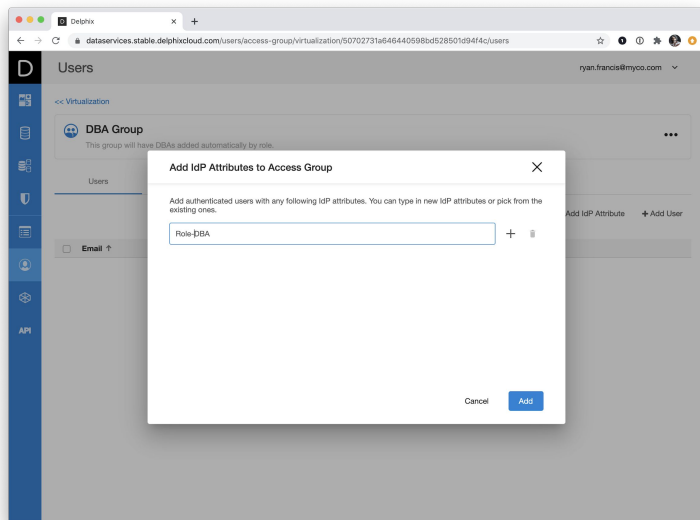 Delphix
dataservices.stable.delphixcloud.com/users/access-group/virtualization/50702731a646440598bd528501d94f4c/users
D
Users
ryan.francis@myco.com
<< Virtualization
DBA Group
This group will have DBAs added automatically by role.
Users
Add IdP Attribute
+ Add User
Email ↑
API
Add IdP Attributes to Access Group
Add authenticated users with any following IdP attributes. You can type in new IdP attributes or pick from the
existing ones.
Role-DBA
Cancel
Add